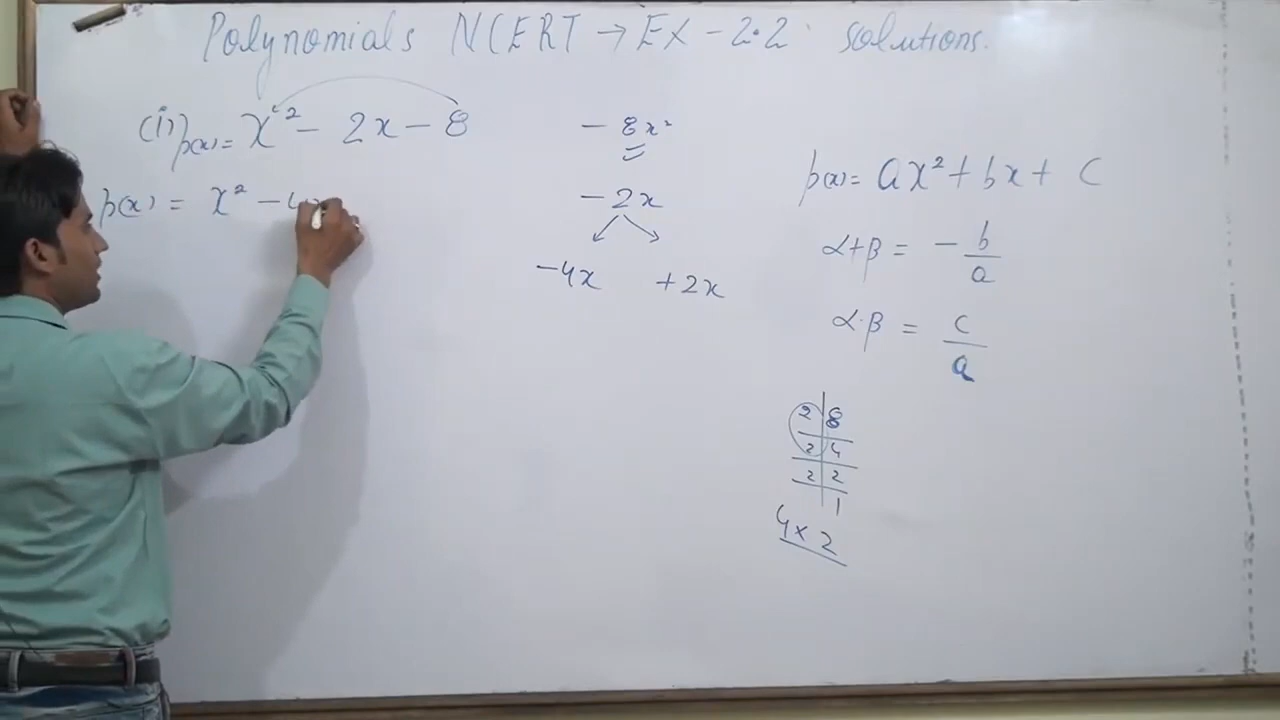 Polynomials NCERT → EX - 2.2 solutions.
(i) p(x) = x² - 2x - 8
p(x) = x² - 4x
- 8x²
- 2x
-4x +2x
p(x) = ax² + bx + c
α+β = - b/a
α·β = c/a
2 | 8
2 | 4
2 | 2
1
4 × 2